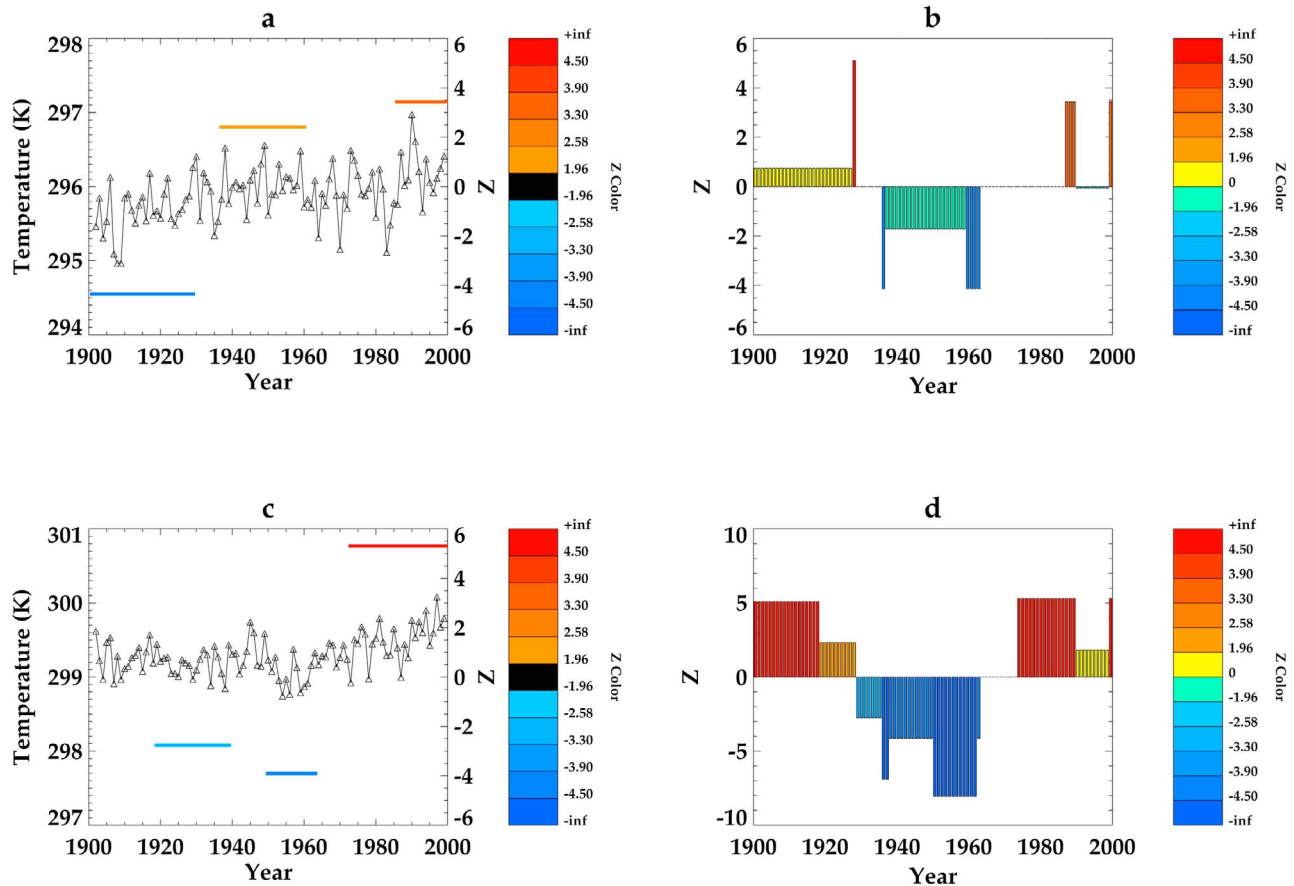 a
298
297
296
295
294
Temperature (K)
6
4
2
0
-2
-4
-6
Z
1900 1920 1940 1960 1980 2000
Year
+inf
4.50
3.90
3.30
2.58
1.96
-1.96
-2.58
-3.30
-3.90
-4.50
-inf
Z Color
b
6
4
2
0
-2
-4
-6
Z
1900 1920 1940 1960 1980 2000
Year
+inf
4.50
3.90
3.30
2.58
1.96
0
-1.96
-2.58
-3.30
-3.90
-4.50
-inf
Z Color
c
301
300
299
298
297
Temperature (K)
6
4
2
0
-2
-4
-6
Z
1900 1920 1940 1960 1980 2000
Year
+inf
4.50
3.90
3.30
2.58
1.96
-1.96
-2.58
-3.30
-3.90
-4.50
-inf
Z Color
d
10
5
0
-5
-10
Z
1900 1920 1940 1960 1980 2000
Year
+inf
4.50
3.90
3.30
2.58
1.96
0
-1.96
-2.58
-3.30
-3.90
-4.50
-inf
Z Color